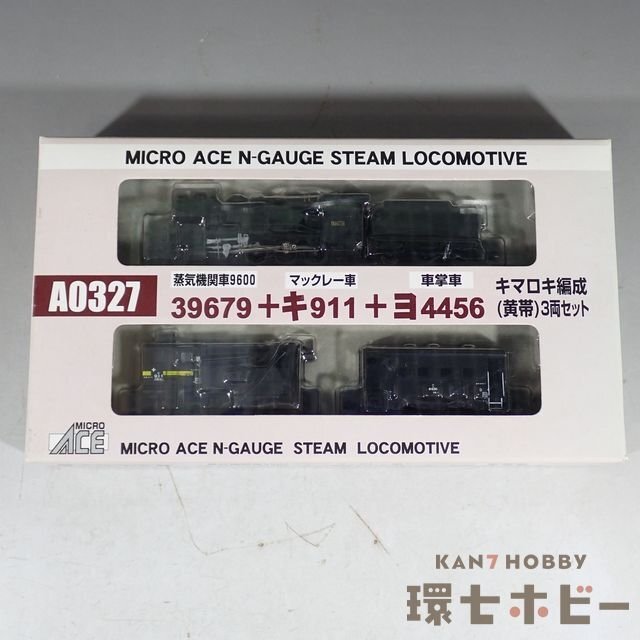 MICRO ACE N-GAUGE STEAM LOCOMOTIVE
A0327
蒸気機関車9600 マックレー車 車掌車
39679+キ911+ヨ4456
キマロキ編成
(黄帯)3両セット
MICRO
ACE
MICRO ACE N-GAUGE STEAM LOCOMOTIVE
KAN7 HOBBY
環七ホビー